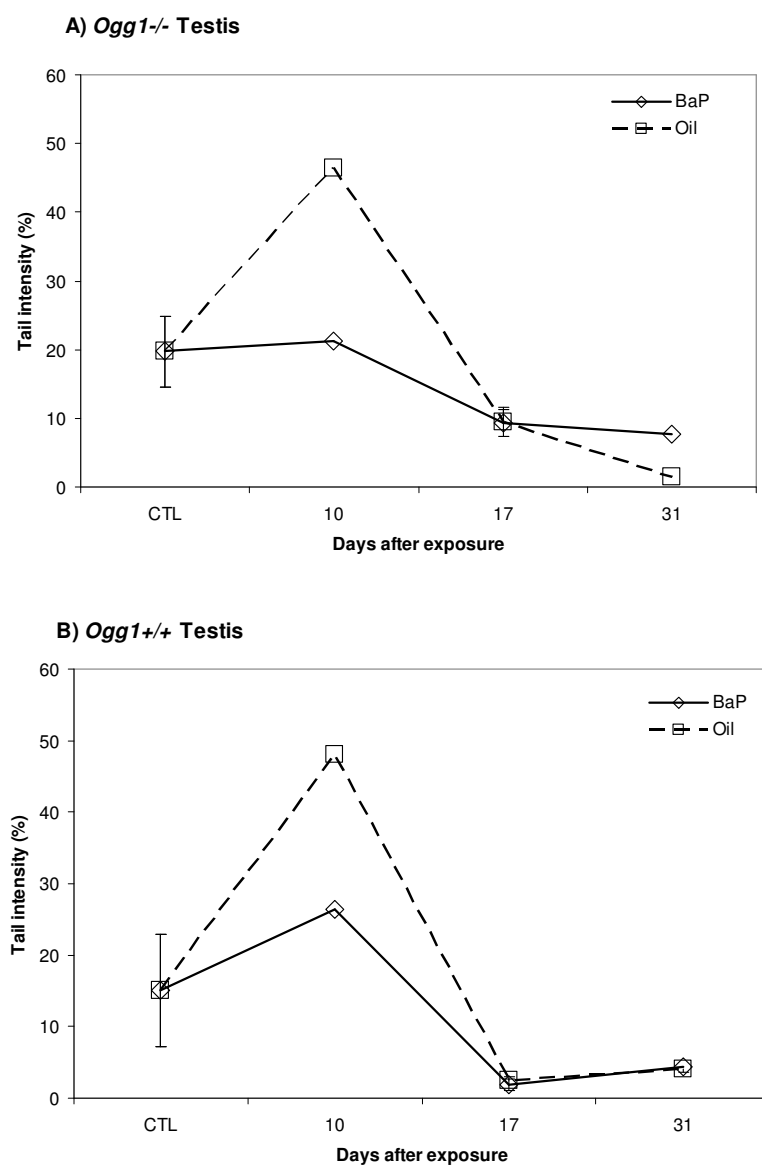 A) Ogg1-/- Testis
60
50
40
30
20
10
0
Tail intensity (%)
BaP
Oil
CTL 10 17 31
Days after exposure
B) Ogg1+/+ Testis
60
50
40
30
20
10
0
Tail intensity (%)
BaP
Oil
CTL 10 17 31
Days after exposure